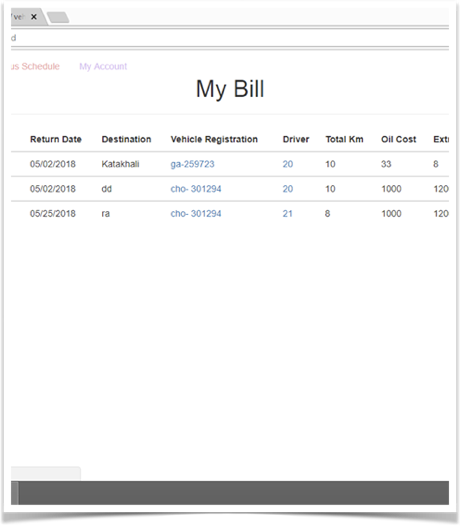 veh
d
us Schedule My Account
My Bill
Return Date Destination Vehicle Registration Driver Total Km Oil Cost Ext
05/02/2018 Katakhali ga-259723 20 10 33 8
05/02/2018 dd cho- 301294 20 10 1000 120
05/25/2018 ra cho- 301294 21 8 1000 120